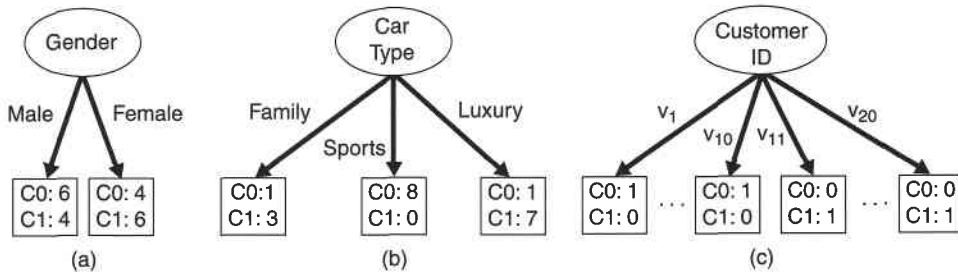 Gender
Male
Female
C0: 6
C1: 4
C0: 4
C1: 6
(a)
Car
Type
Family
Sports
Luxury
C0:1
C1: 3
C0: 8
C1: 0
C0: 1
C1: 7
(b)
Customer
ID
v1
v10
v11
v20
C0: 1
C1: 0
...
C0: 1
C1: 0
C0: 0
C1: 1
...
C0: 0
C1: 1
(c)